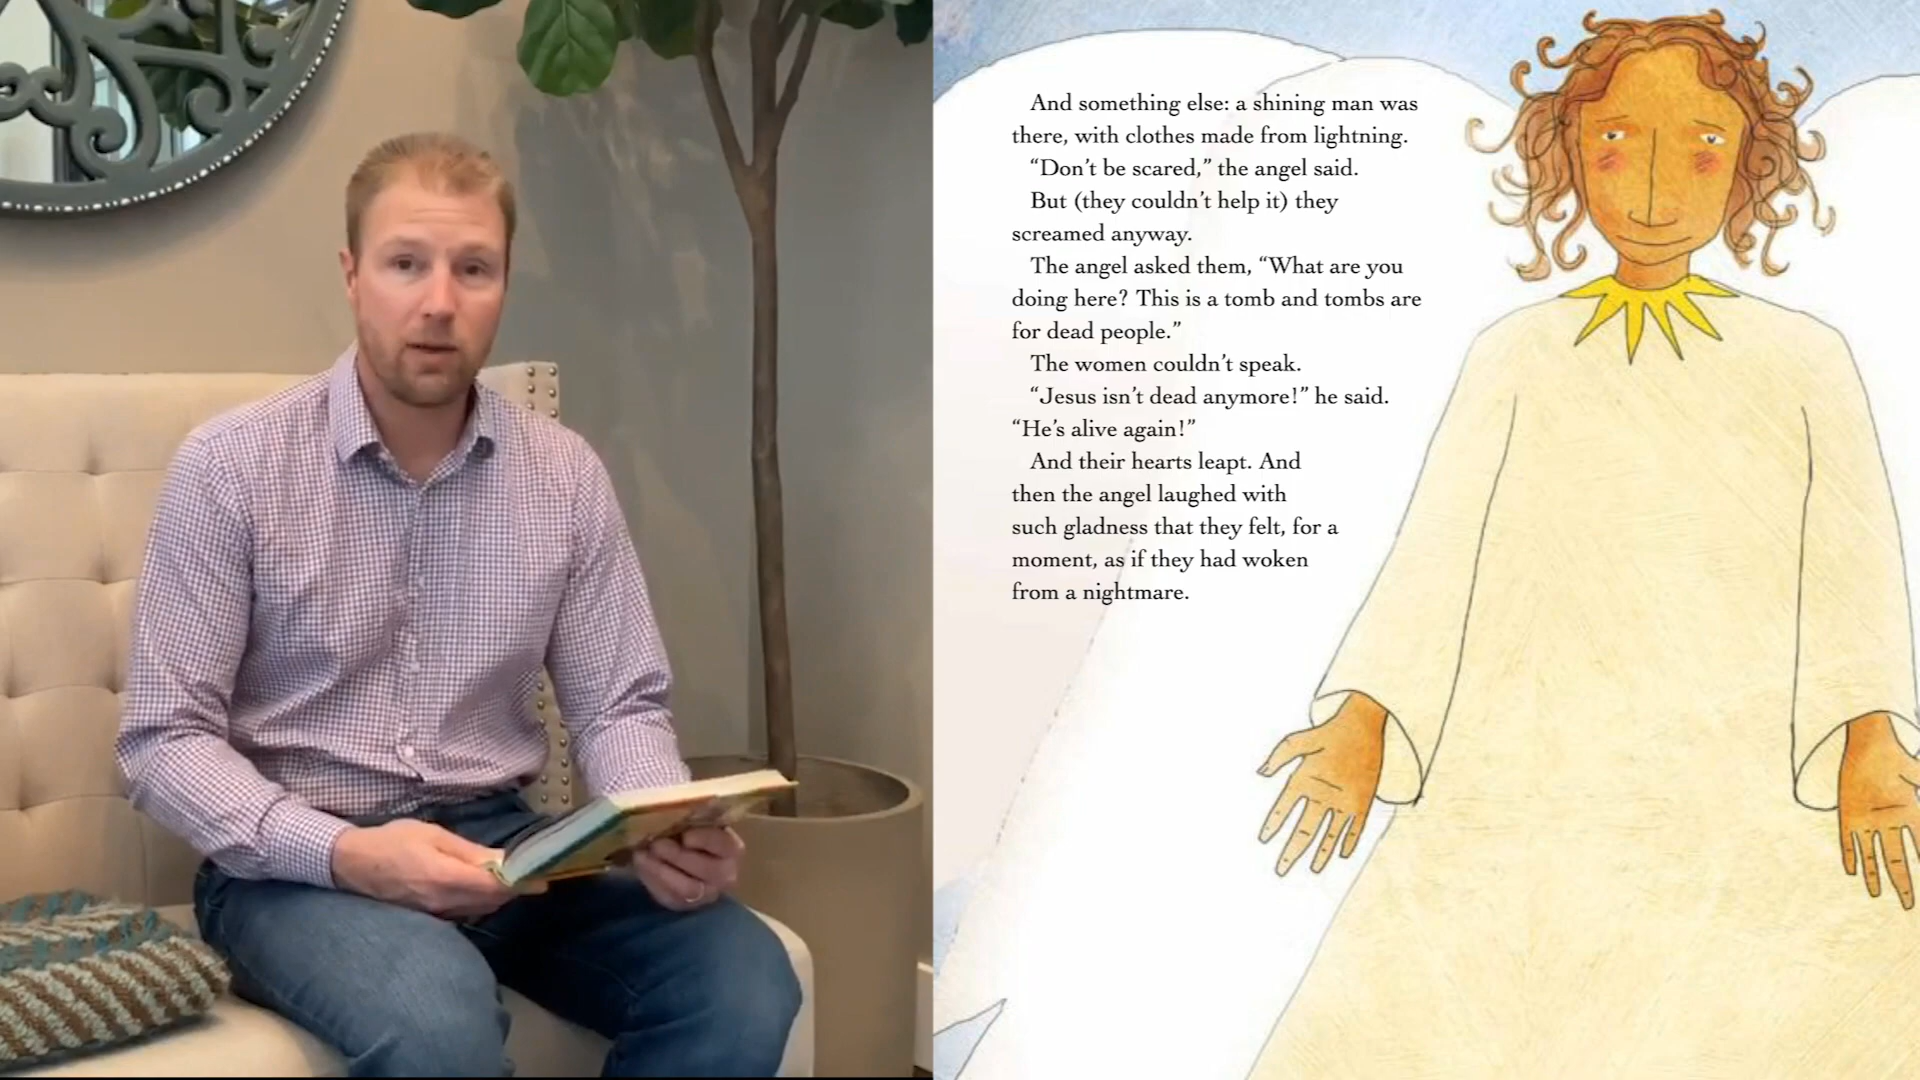 And something else: a shining man was
there, with clothes made from lightning.
“Don’t be scared,” the angel said.
But (they couldn’t help it) they
screamed anyway.
The angel asked them, “What are you
doing here? This is a tomb and tombs are
for dead people.”
The women couldn’t speak.
“Jesus isn’t dead anymore!” he said.
“He’s alive again!”
And their hearts leapt. And
then the angel laughed with
such gladness that they felt, for a
moment, as if they had woken
from a nightmare.